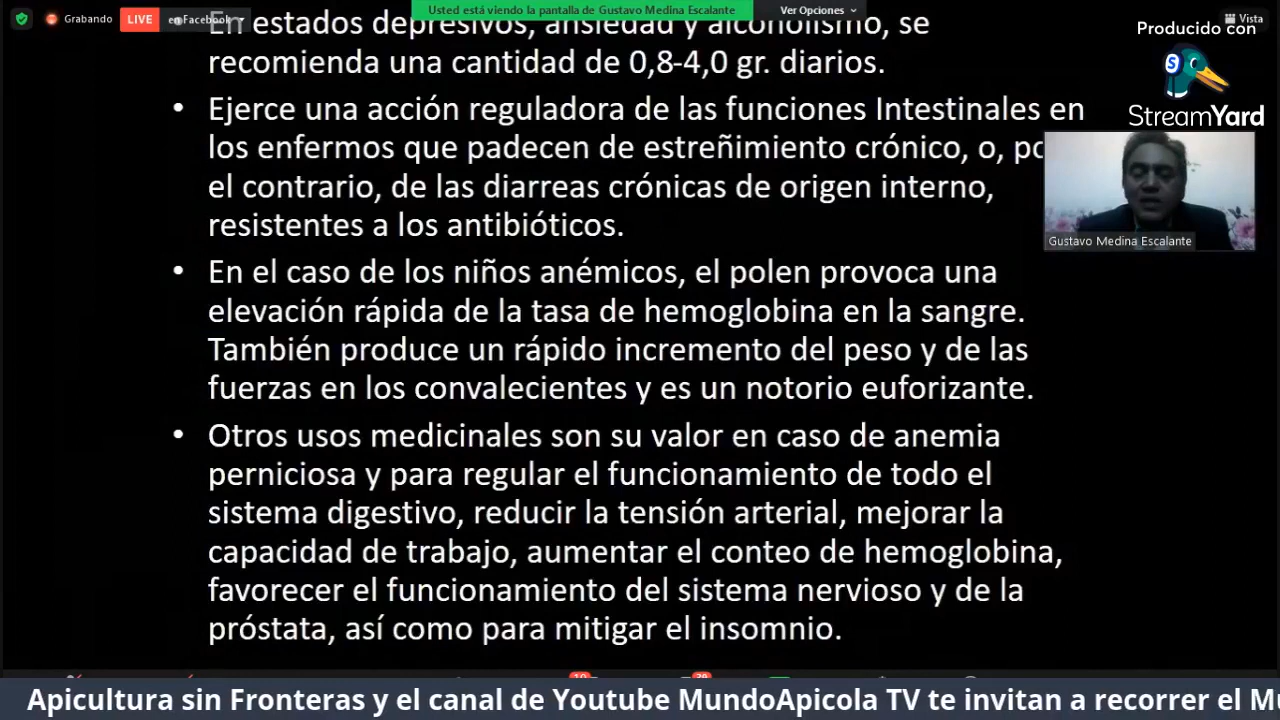 Usted está viendo la pantalla de Gustavo Medina Escalante
Ver Opciones
Grabando
LIVE
en Facebook
Vista
Producido con
StreamYard
En estados depresivos, ansiedad y alcoholismo, se
recomienda una cantidad de 0,8-4,0 gr. diarios.
• Ejerce una acción reguladora de las funciones Intestinales en
los enfermos que padecen de estreñimiento crónico, o, po
el contrario, de las diarreas crónicas de origen interno,
resistentes a los antibióticos.
Gustavo Medina Escalante
• En el caso de los niños anémicos, el polen provoca una
elevación rápida de la tasa de hemoglobina en la sangre.
También produce un rápido incremento del peso y de las
fuerzas en los convalecientes y es un notorio euforizante.
• Otros usos medicinales son su valor en caso de anemia
perniciosa y para regular el funcionamiento de todo el
sistema digestivo, reducir la tensión arterial, mejorar la
capacidad de trabajo, aumentar el conteo de hemoglobina,
favorecer el funcionamiento del sistema nervioso y de la
próstata, así como para mitigar el insomnio.
Apicultura sin Fronteras y el canal de Youtube MundoApicola TV te invitan a recorrer el M